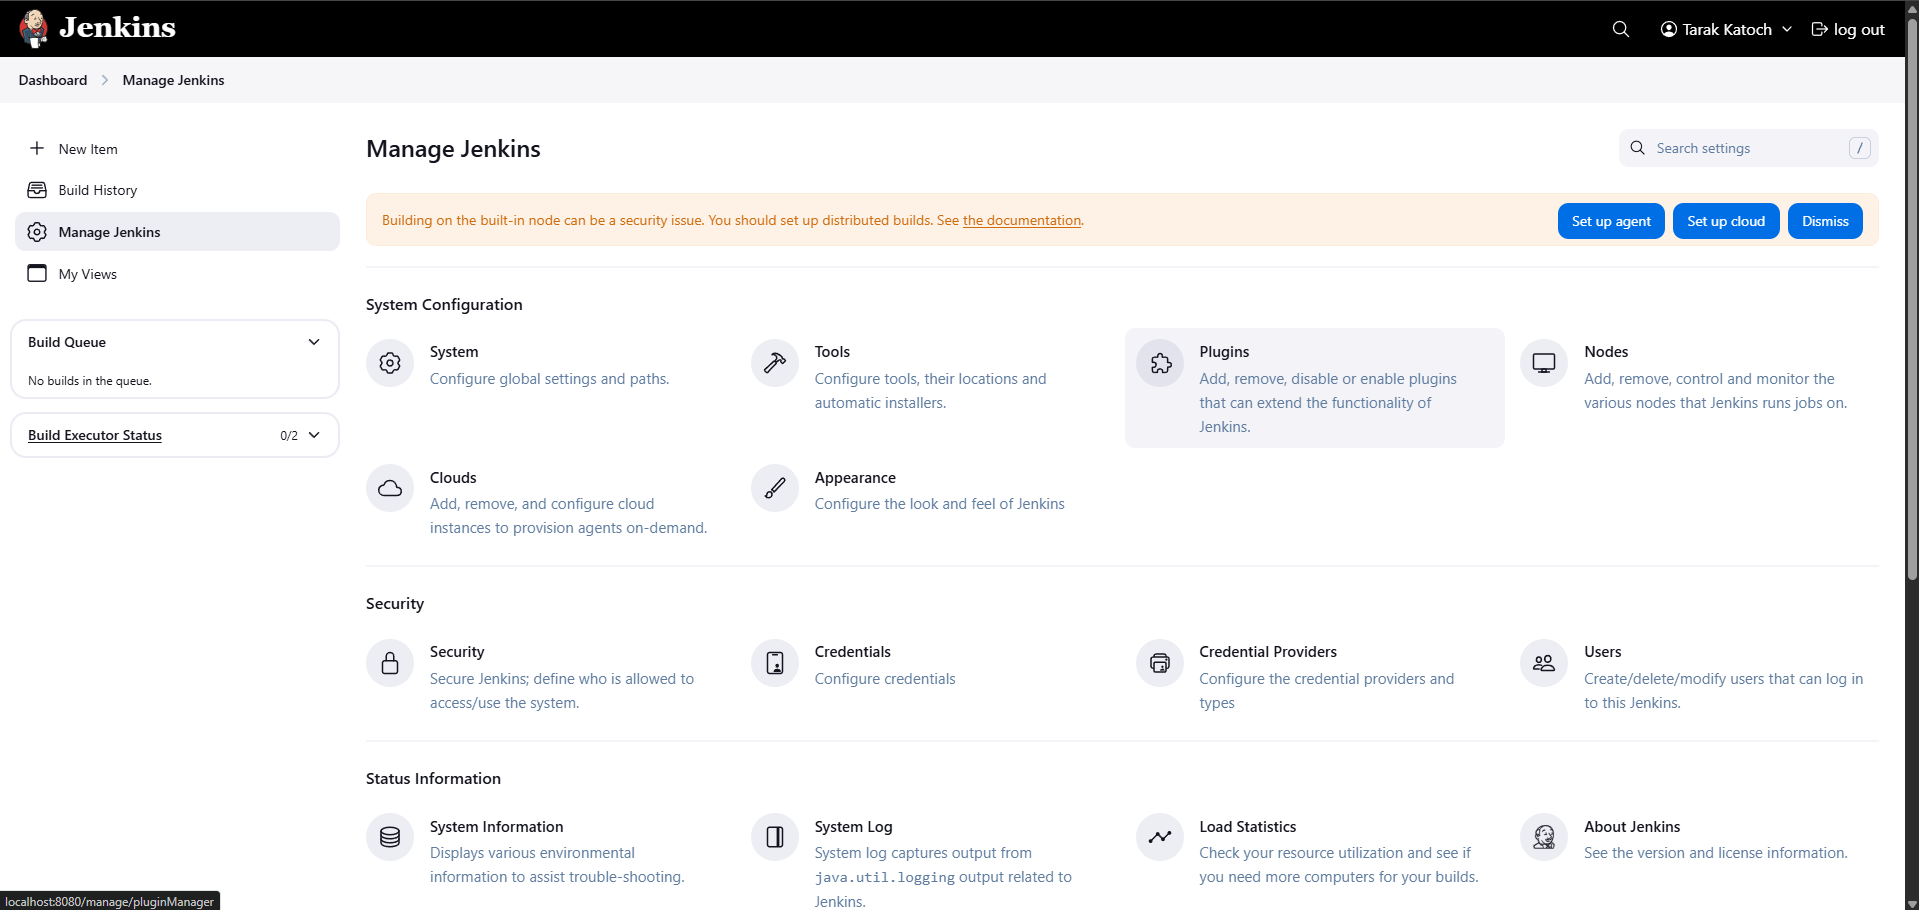 Jenkins
Tarak Katoch
log out
Dashboard
Manage Jenkins
New Item
Build History
Manage Jenkins
My Views
Build Queue
No builds in the queue.
Build Executor Status
0/2
Manage Jenkins
Search settings
/
Building on the built-in node can be a security issue. You should set up distributed builds. See the documentation.
Set up agent
Set up cloud
Dismiss
System Configuration
System
Configure global settings and paths.
Tools
Configure tools, their locations and
automatic installers.
Plugins
Add, remove, disable or enable plugins
that can extend the functionality of
Jenkins.
Nodes
Add, remove, control and monitor the
various nodes that Jenkins runs jobs on.
Clouds
Add, remove, and configure cloud
instances to provision agents on-demand.
Appearance
Configure the look and feel of Jenkins
Security
Security
Secure Jenkins; define who is allowed to
access/use the system.
Credentials
Configure credentials
Credential Providers
Configure the credential providers and
types
Users
Create/delete/modify users that can log in
to this Jenkins.
Status Information
System Information
Displays various environmental
information to assist trouble-shooting.
System Log
System log captures output from
java.util.logging output related to
Jenkins.
Load Statistics
Check your resource utilization and see if
you need more computers for your builds.
About Jenkins
See the version and license information.
localhost:8080/manage/pluginManager